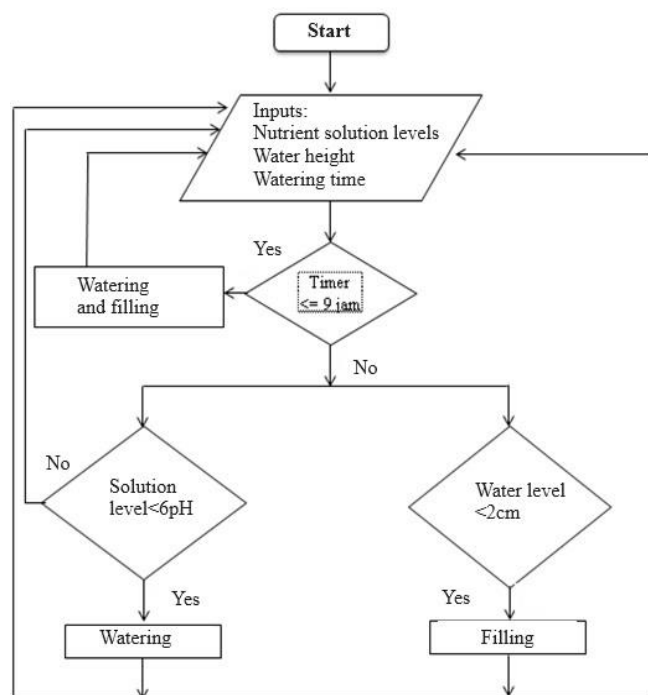 Start
Inputs:
Nutrient solution levels
Water height
Watering time
Yes
Timer
<= 9 jam
Watering
and filling
No
No
Solution
level<6pH
Water level
<2cm
Yes
Yes
Watering
Filling